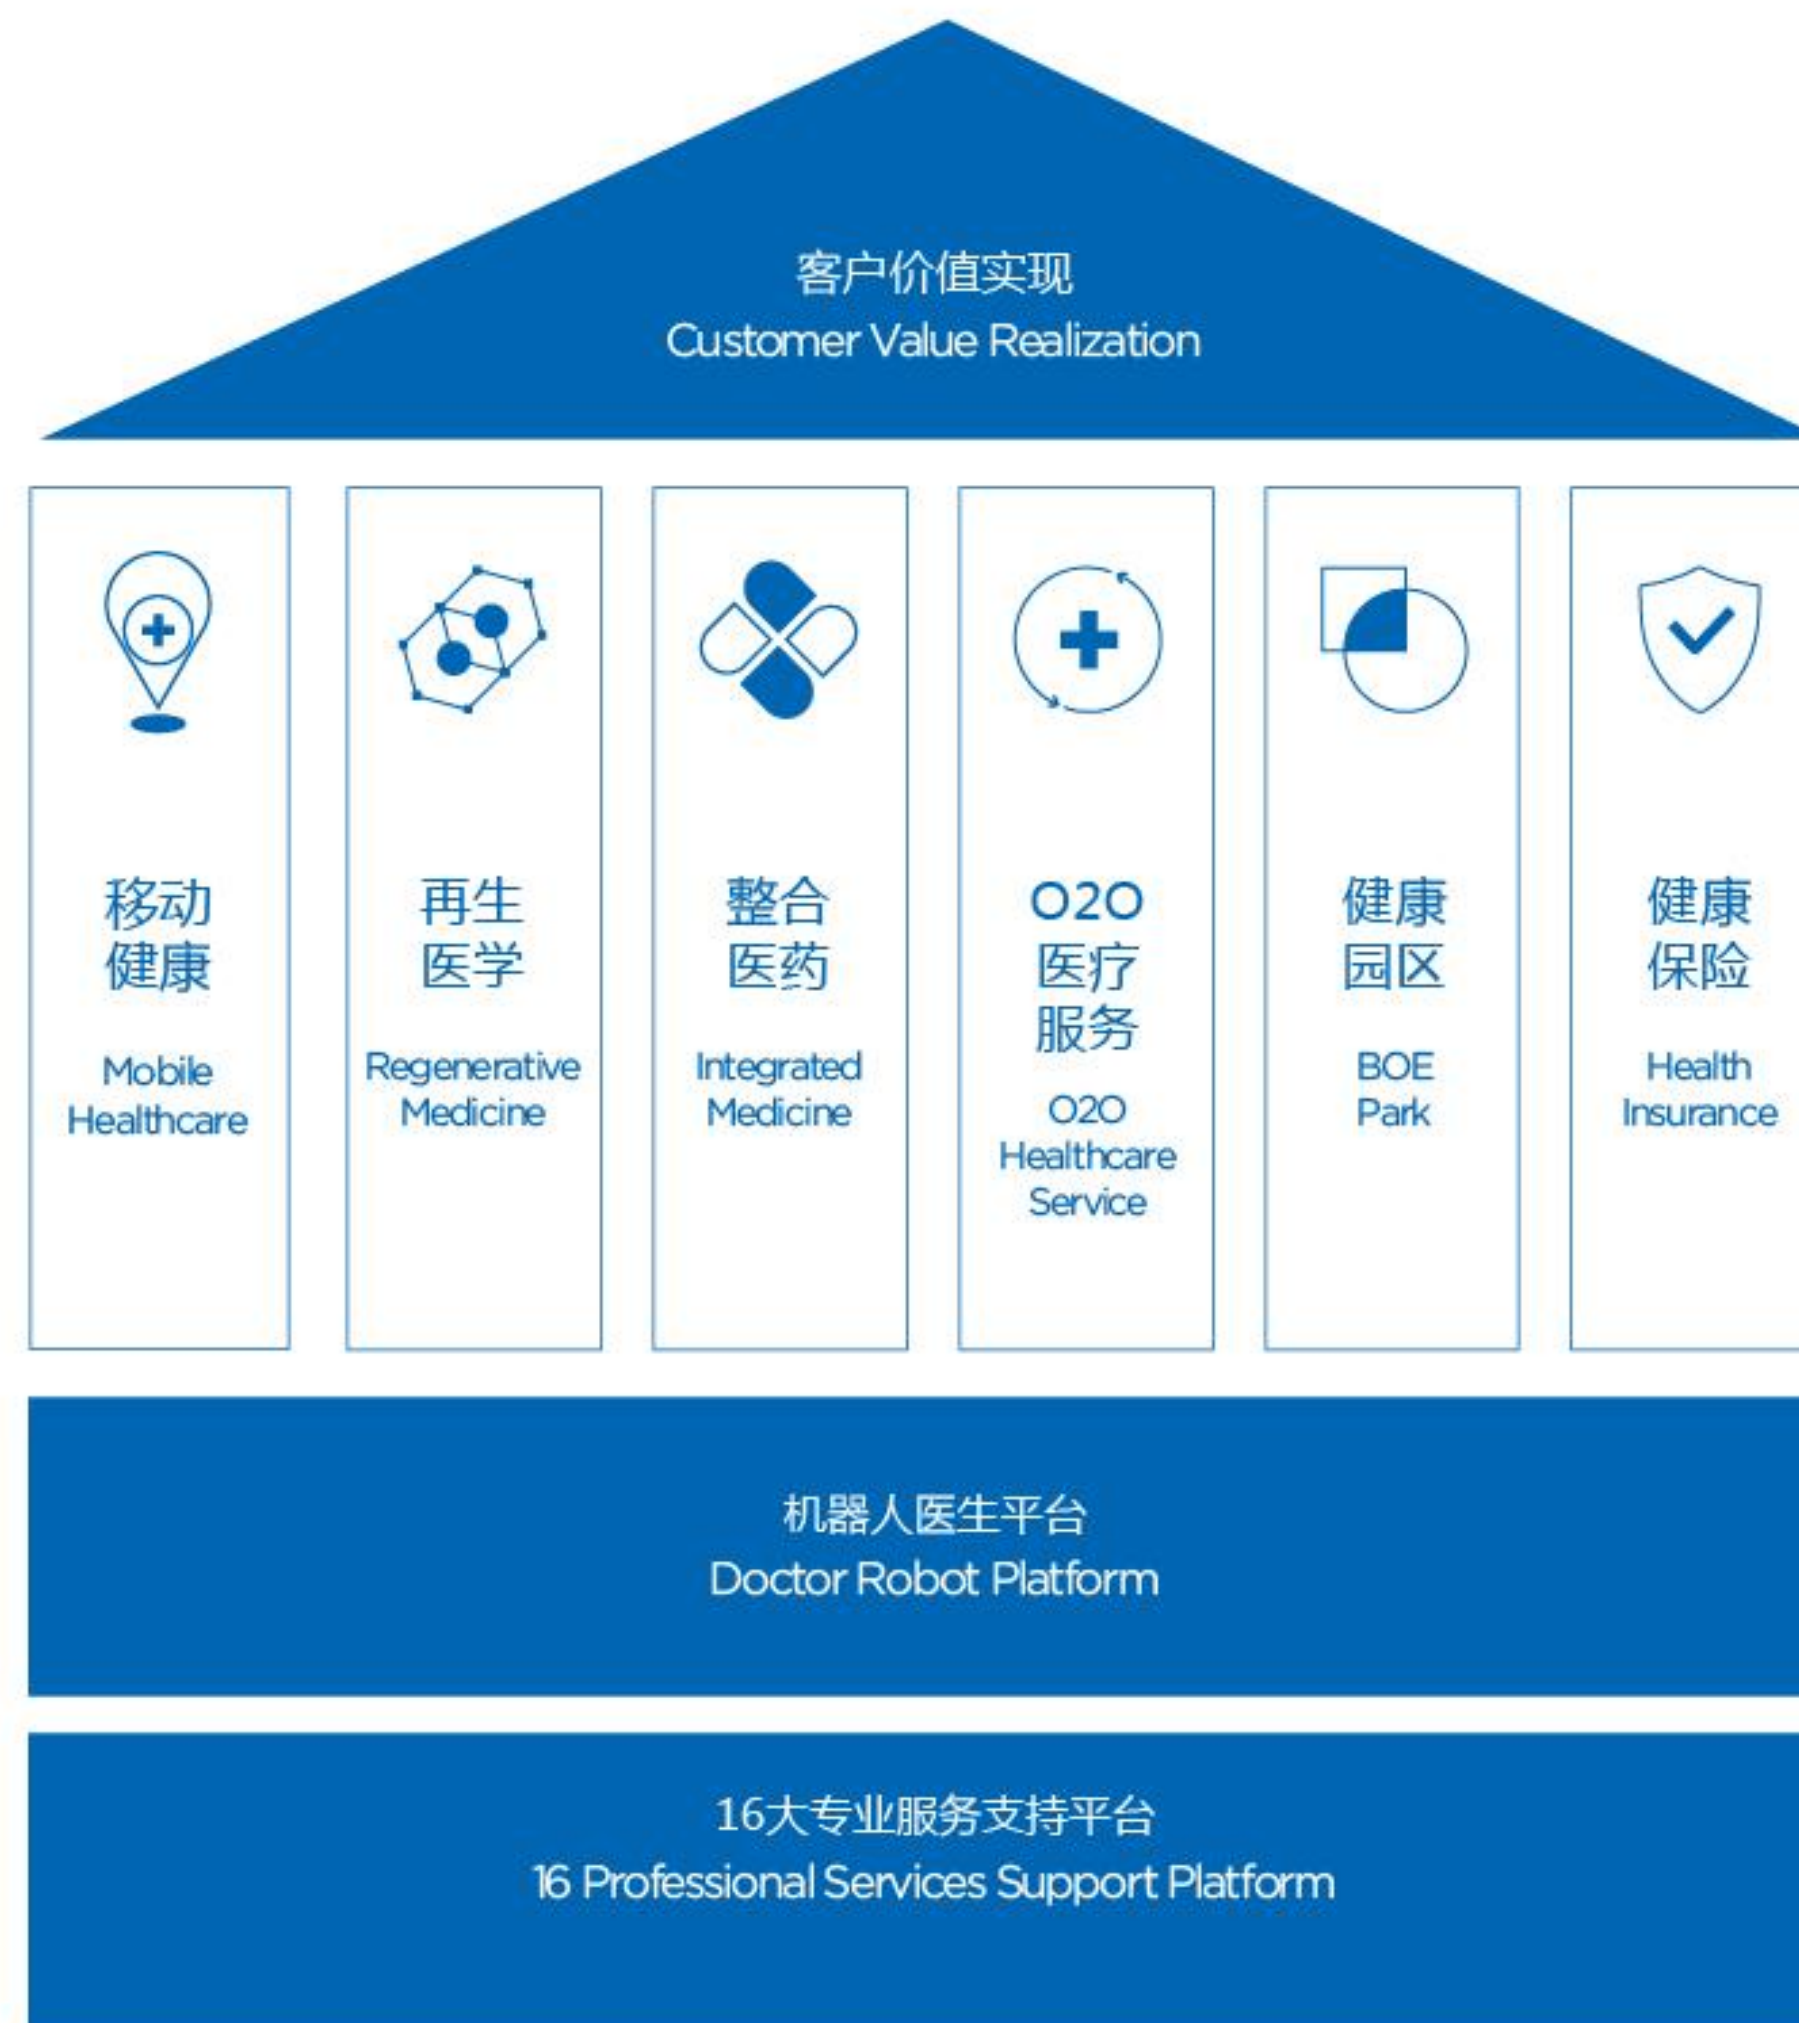 客户价值实现
Customer Value Realization
移动
健康
Mobile
Healthcare
再生
医学
Regenerative
Medicine
整合
医药
Integrated
Medicine
O2O
医疗
服务
O2O
Healthcare
Service
健康
园区
BOE
Park
健康
保险
Health
Insurance
机器人医生平台
Doctor Robot Platform
16大专业服务支持平台
16 Professional Services Support Platform